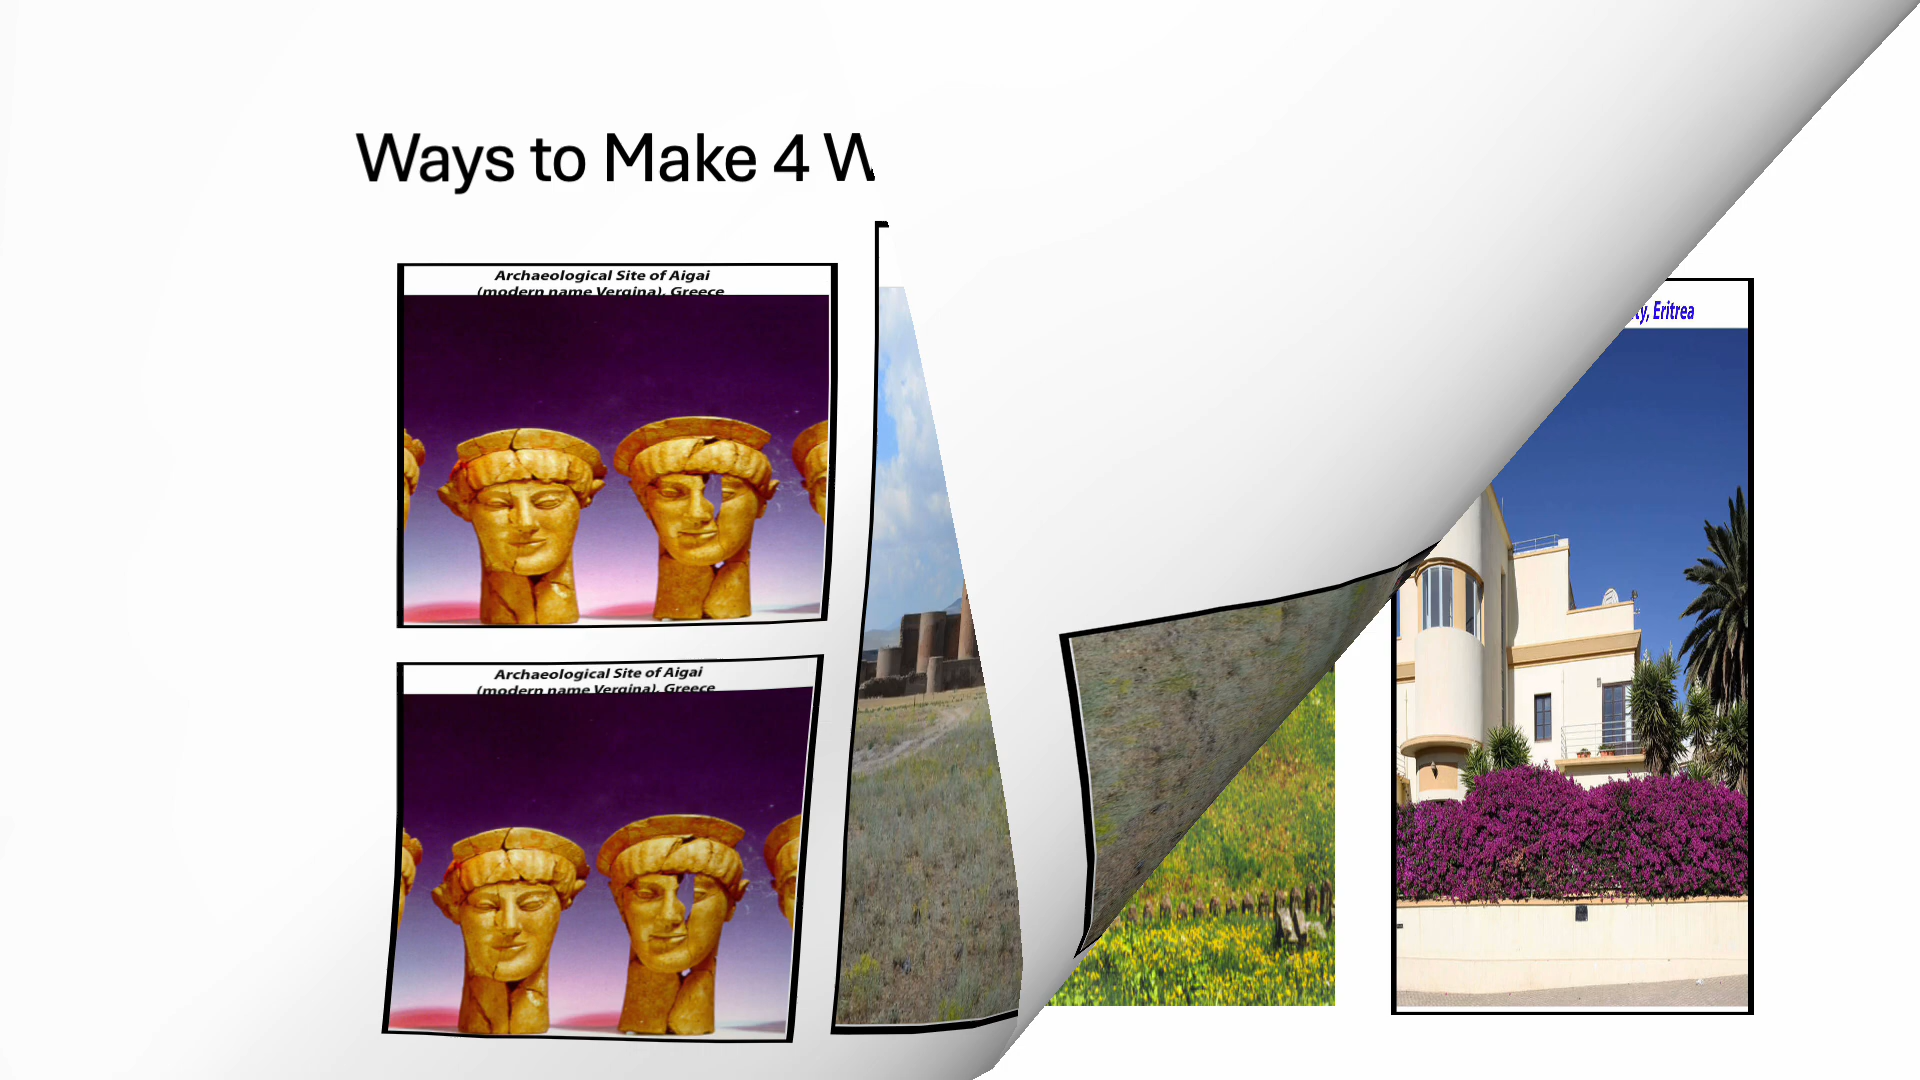 Ways to Make 4
Archaeological Site of Aigai
(modern name Vergina), Greece
Eritrea
Archaeological Site of Aigai
(modern name Vergina), Greece